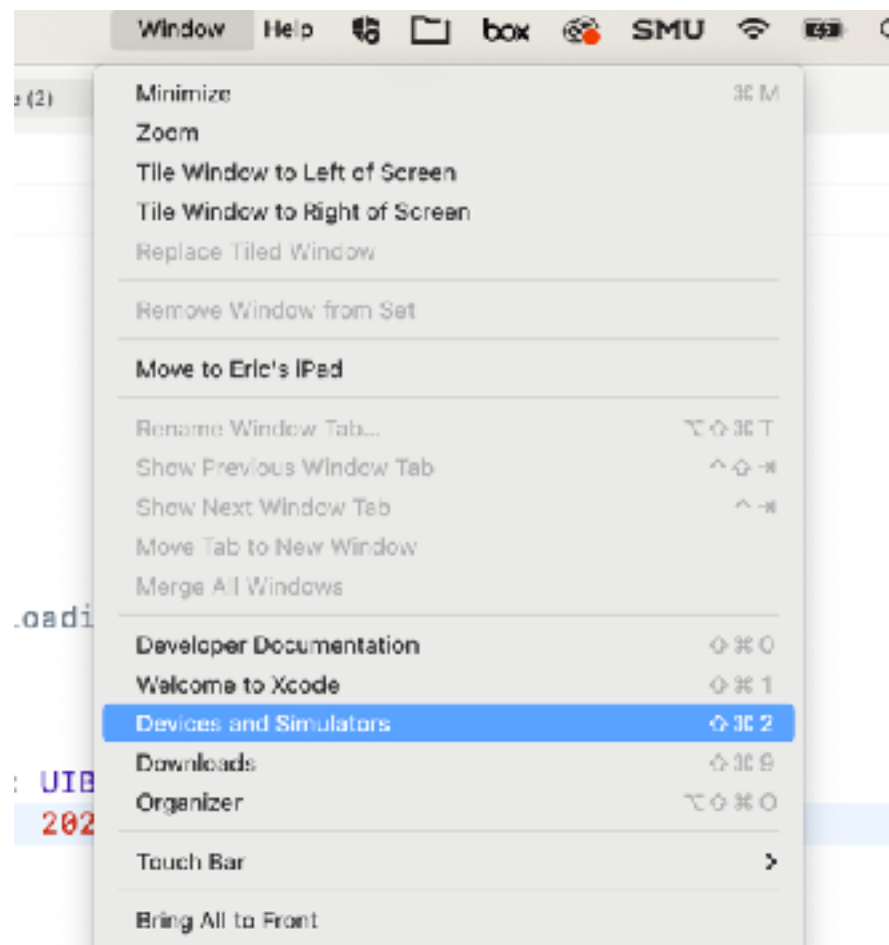 Window Help box SMU
e (2)
Minimize ⌘ M
Zoom
Tile Window to Left of Screen
Tile Window to Right of Screen
Replace Tiled Window
Remove Window from Set
Move to Eric's iPad
Rename Window Tab... ⌥⇧⌘ T
Show Previous Window Tab ^⇧⇥
Show Next Window Tab ^⇥
Move Tab to New Window
Merge All Windows
.oadi
Developer Documentation ⇧⌘ 0
Welcome to Xcode ⇧⌘ 1
Devices and Simulators ⇧⌘ 2
Downloads ⇧⌘ 9
: UIB
Organizer ⌥⇧⌘ O
202
Touch Bar >
Bring All to Front